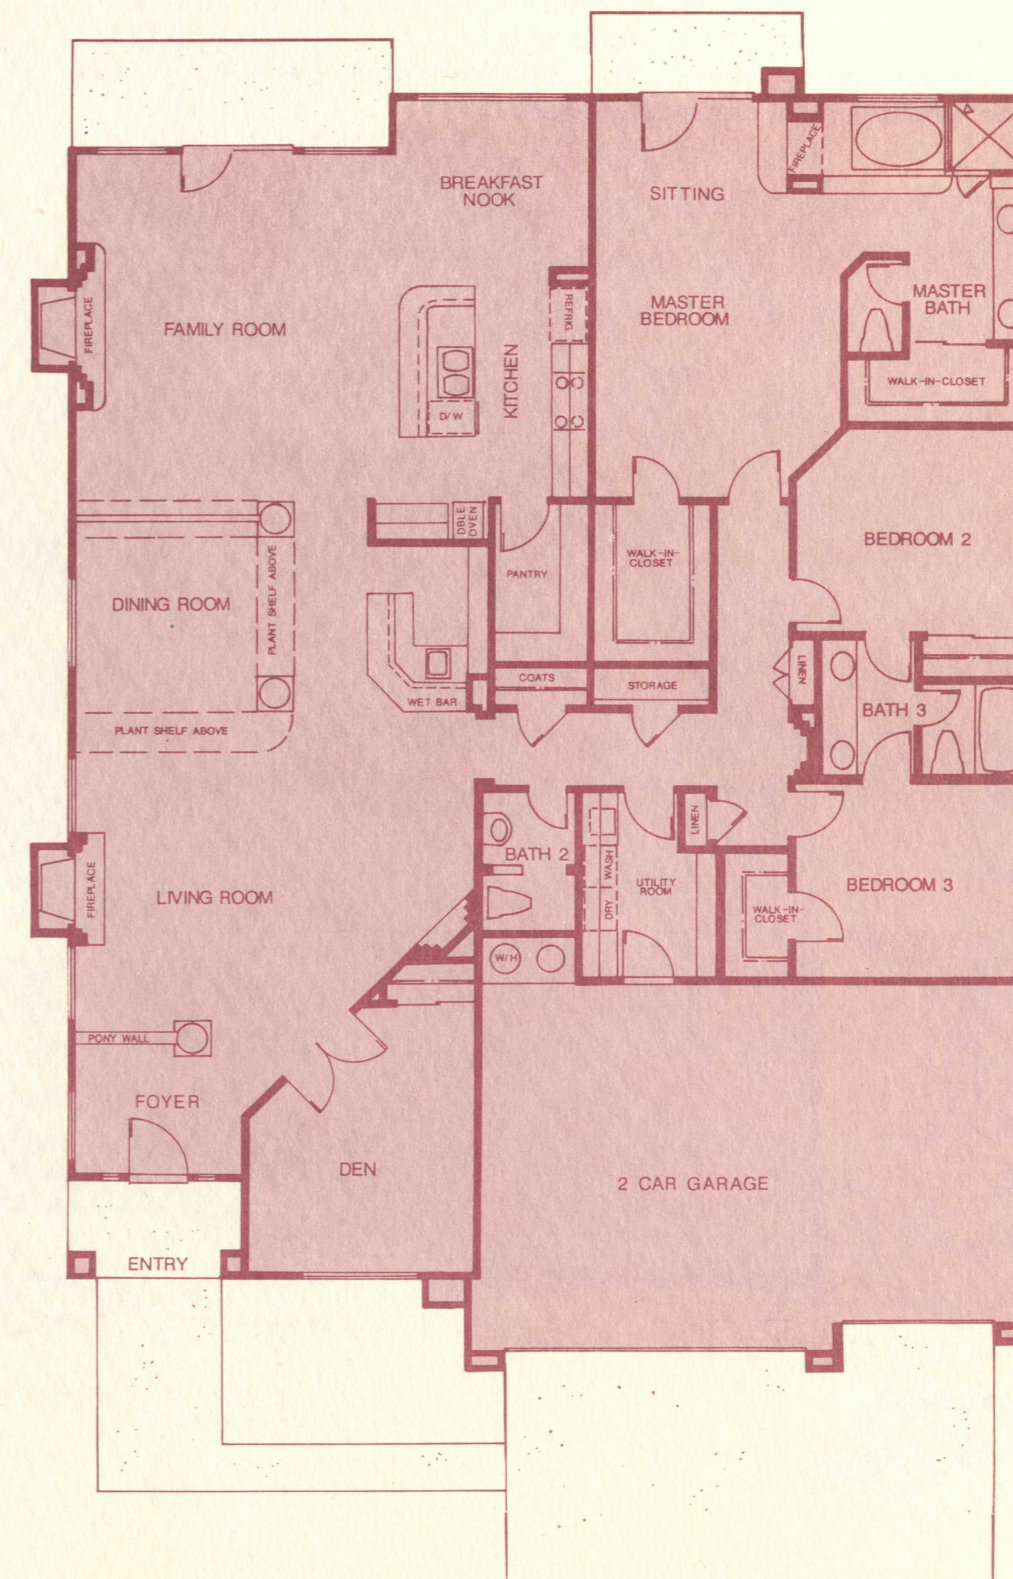 BREAKFAST
NOOK
SITTING
FIREPLACE
MASTER
BEDROOM
MASTER
BATH
FAMILY ROOM
FIREPLACE
REFRIG.
KITCHEN
D/W
WALK-IN-CLOSET
DBLE
OVEN
BEDROOM 2
WALK-IN-
CLOSET
PANTRY
DINING ROOM
PLANT SHELF ABOVE
LINEN
COATS
STORAGE
WET BAR
BATH 3
PLANT SHELF ABOVE
LINEN
BATH 2
WASH
DRY
UTILITY
ROOM
BEDROOM 3
LIVING ROOM
FIREPLACE
WALK-IN-
CLOSET
W/H
PONY WALL
FOYER
DEN
2 CAR GARAGE
ENTRY